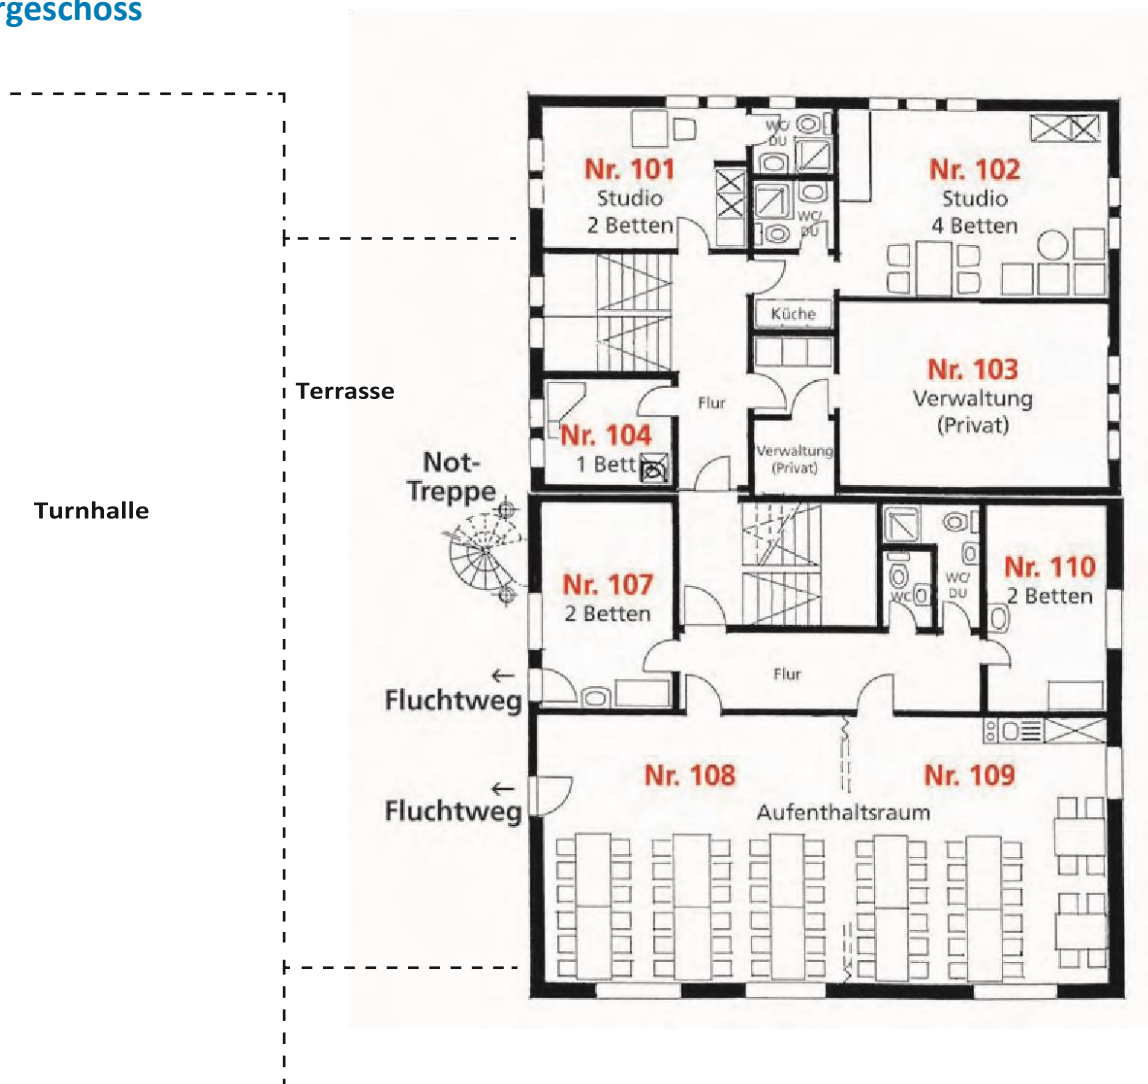 rgeschoss
WC/
DU
Nr. 101
Studio
2 Betten
Nr. 102
Studio
4 Betten
WC/
DU
Küche
Terrasse
Nr. 103
Verwaltung
(Privat)
Flur
Nr. 104
1 Bett
Verwaltung
(Privat)
Not-
Treppe
Turnhalle
Nr. 107
2 Betten
WC
WC/
DU
Nr. 110
2 Betten
Flur
←
Fluchtweg
Nr. 108
Nr. 109
←
Fluchtweg
Aufenthaltsraum